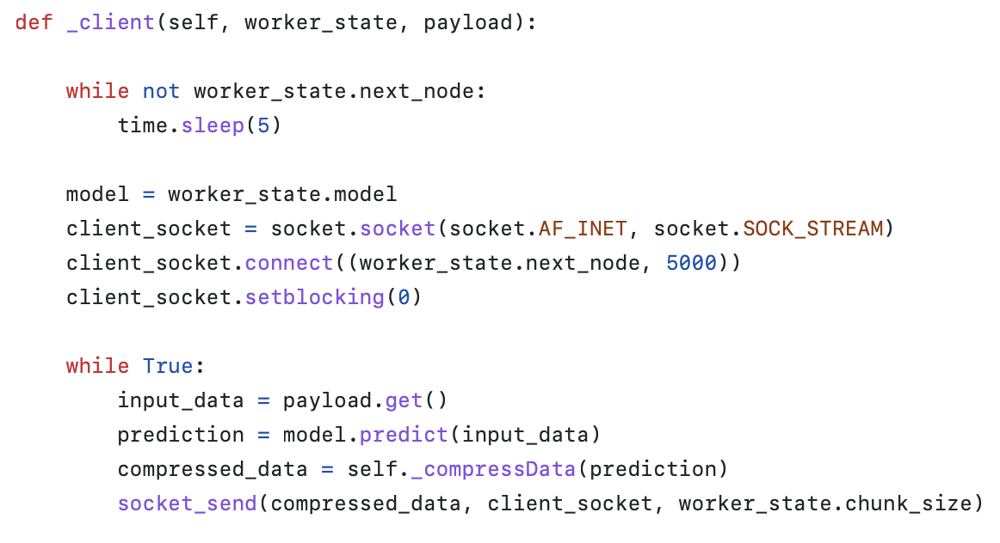 def _client(self, worker_state, payload):
while not worker_state.next_node:
time.sleep(5)
model = worker_state.model
client_socket = socket.socket(socket.AF_INET, socket.SOCK_STREAM)
client_socket.connect((worker_state.next_node, 5000))
client_socket.setblocking(0)
while True:
input_data = payload.get()
prediction = model.predict(input_data)
compressed_data = self._compressData(prediction)
socket_send(compressed_data, client_socket, worker_state.chunk_size)